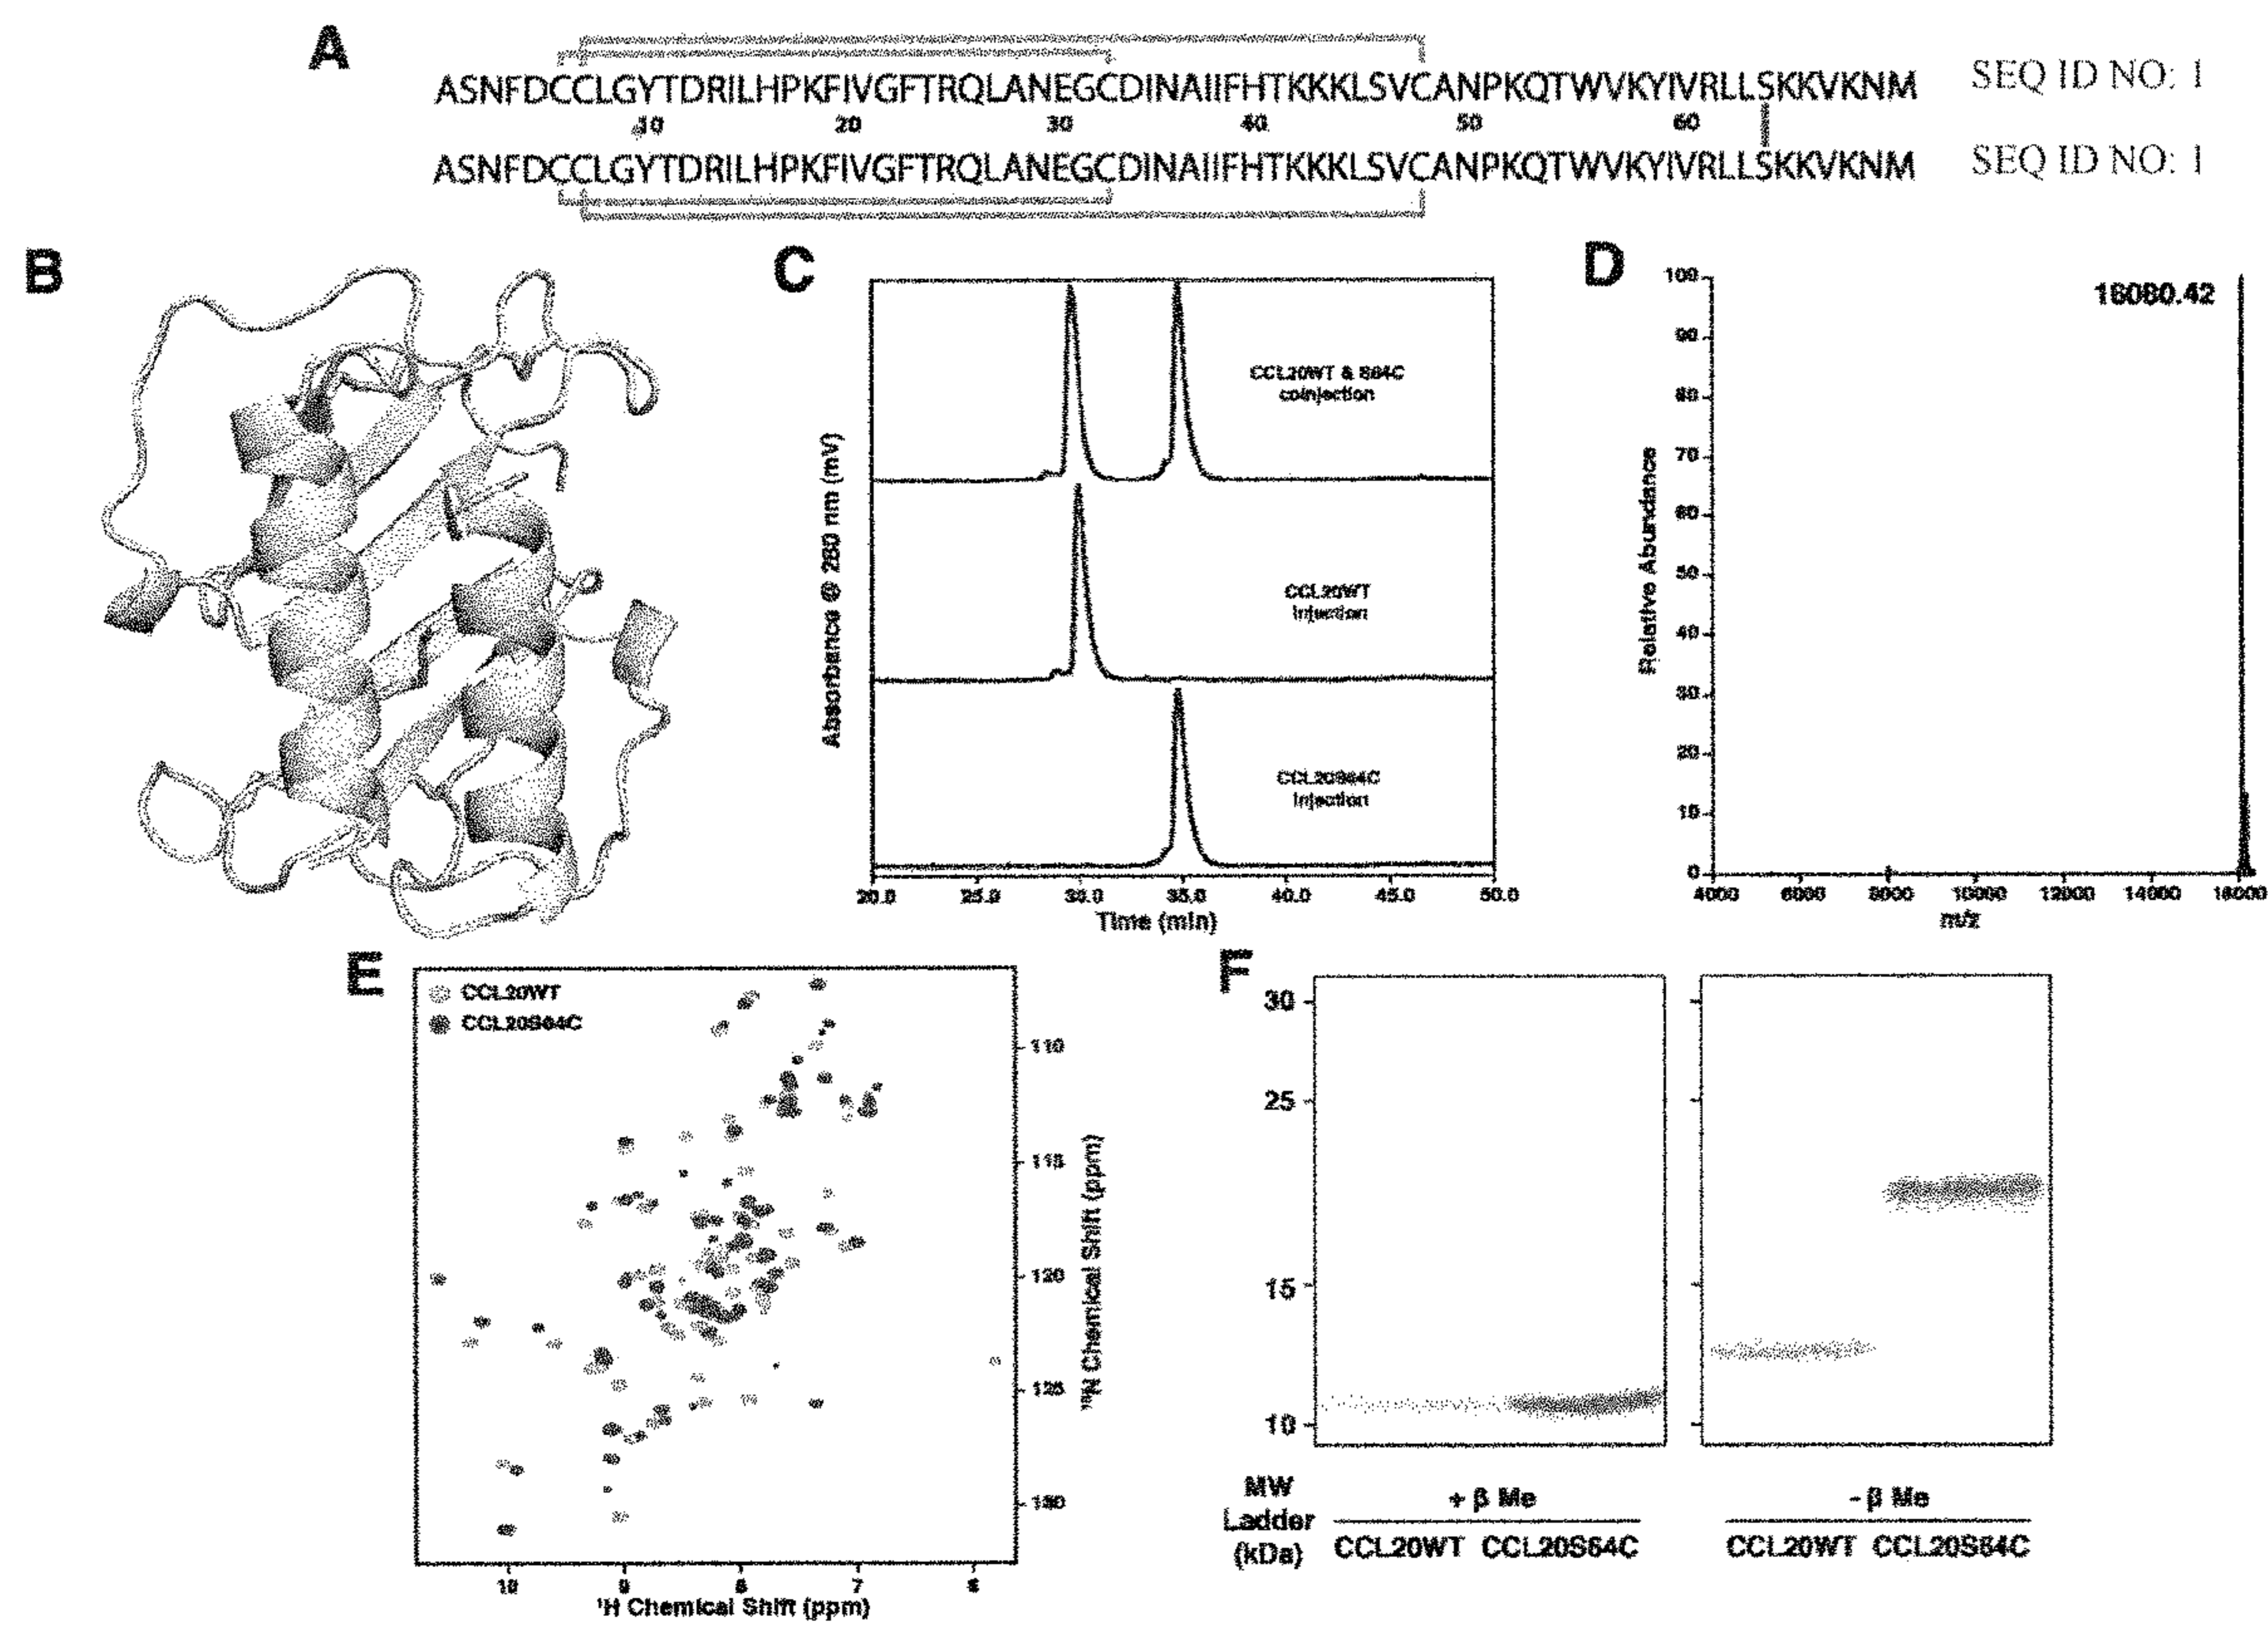 A
ASNFDCCLGYTDRILHPKFIVGFTRQLANEGCDINAIIFHTKKKLSVCANPKQTWVKYIVRLLSKKVKNM SEQ ID NO: 1
10 20 30 40 50 60
ASNFDCCLGYTDRILHPKFIVGFTRQLANEGCDINAIIFHTKKKLSVCANPKQTWVKYIVRLLSKKVKNM SEQ ID NO: 1
B
C
Absorbance @ 280 nm (mV)
CCL20WT & S64C
coinjection
CCL20WT
injection
CCL20S64C
injection
20.0 25.0 30.0 35.0 40.0 45.0 50.0
Time (min)
D
16080.42
Relative Abundance
100
90
80
70
60
50
40
30
20
10
0
4000 6000 8000 10000 12000 14000 16000
m/z
E
CCL20WT
CCL20S64C
110
115
120
125
130
¹⁵N Chemical Shift (ppm)
10 9 8 7 6
¹H Chemical Shift (ppm)
F
30
25
15
10
MW
Ladder
(kDa)
+ β Me
CCL20WT CCL20S64C
- β Me
CCL20WT CCL20S64C